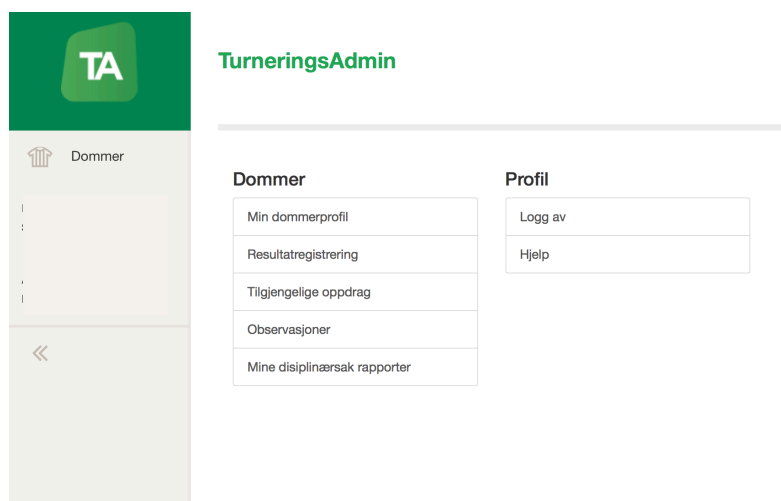 TA
TurneringsAdmin
Dommer
Dommer
Min dommerprofil
Resultatregistrering
Tilgjengelige oppdrag
Observasjoner
Mine disiplinærsak rapporter
Profil
Logg av
Hjelp